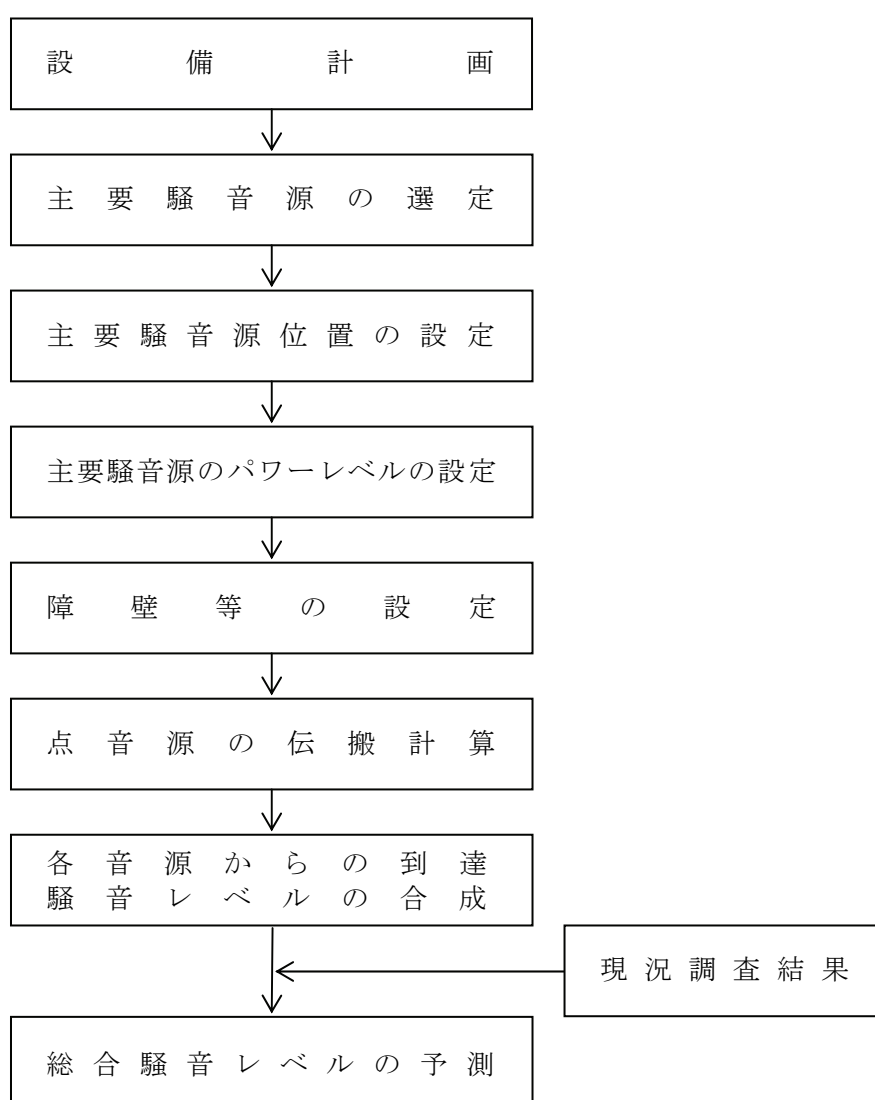 設備計画
主要騒音源の選定
主要騒音源位置の設定
主要騒音源のパワーレベルの設定
障壁等の設定
点音源の伝搬計算
各音源からの到達
騒音レベルの合成
現況調査結果
総合騒音レベルの予測